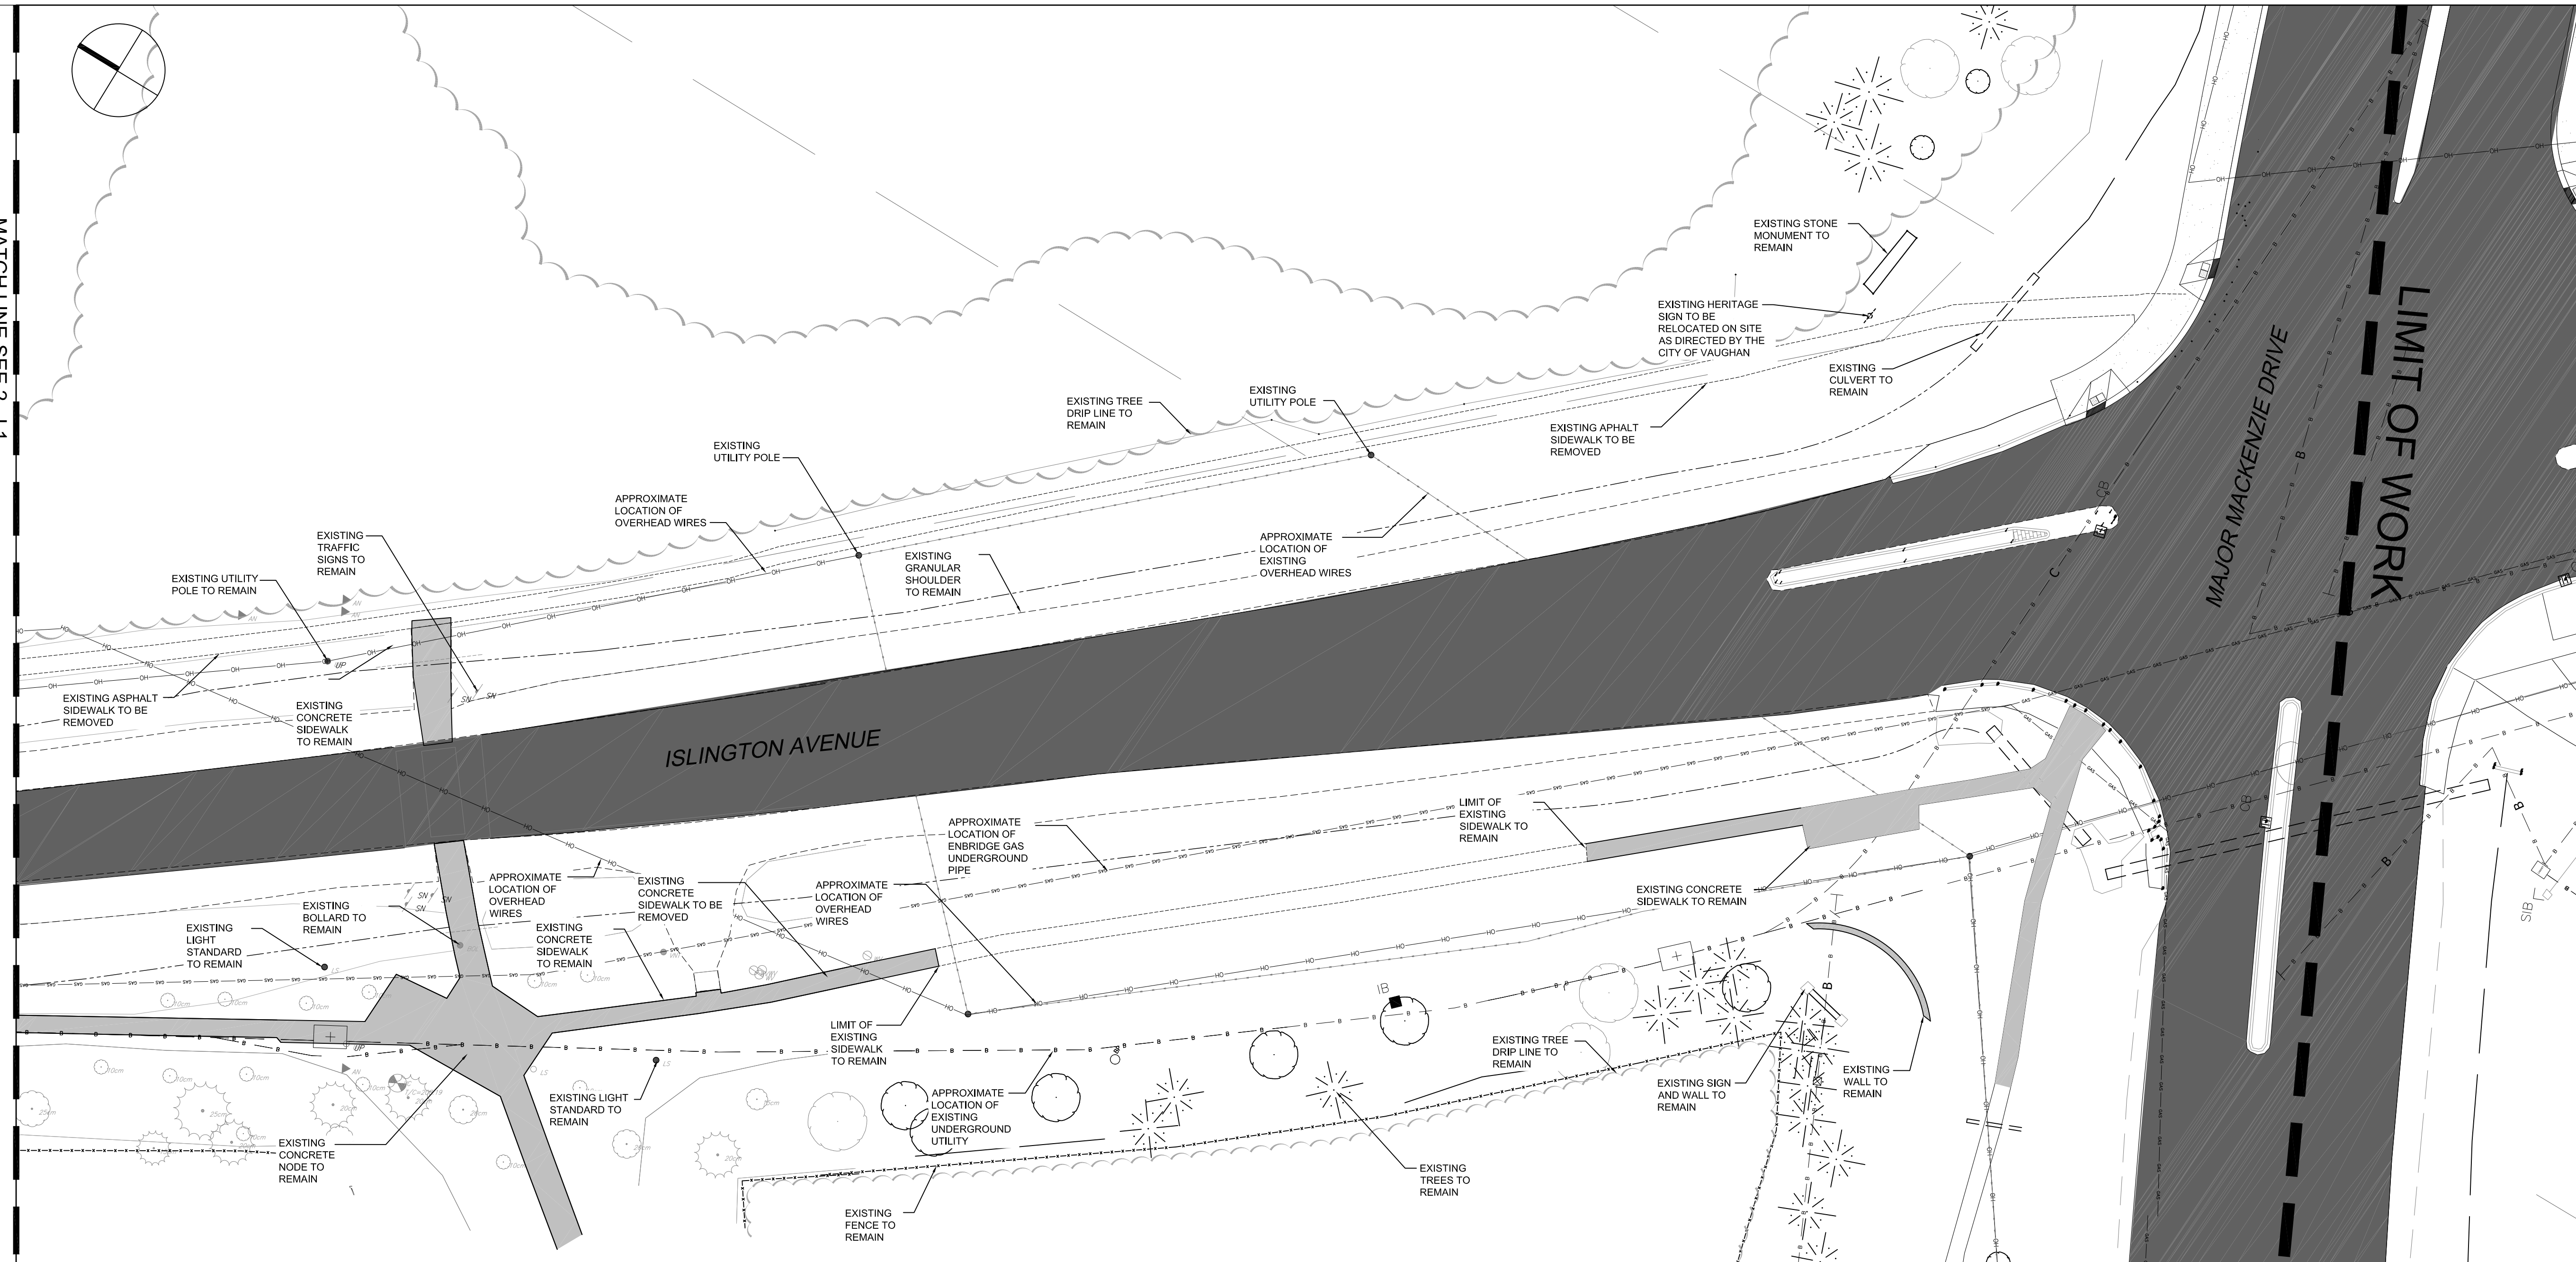 EXISTING STONE
MONUMENT TO
REMAIN
EXISTING HERITAGE
SIGN TO BE
RELOCATED ON SITE
AS DIRECTED BY THE
CITY OF VAUGHAN
EXISTING
CULVERT TO
REMAIN
EXISTING TREE
DRIP LINE TO
REMAIN
EXISTING
UTILITY POLE
EXISTING APHALT
SIDEWALK TO BE
REMOVED
EXISTING
UTILITY POLE
APPROXIMATE
LOCATION OF
OVERHEAD WIRES
EXISTING
TRAFFIC
SIGNS TO
REMAIN
EXISTING UTILITY
POLE TO REMAIN
EXISTING
GRANULAR
SHOULDER
TO REMAIN
APPROXIMATE
LOCATION OF
EXISTING
OVERHEAD WIRES
MAJOR MACKENZIE DRIVE
LIMIT OF WORK
EXISTING ASPHALT
SIDEWALK TO BE
REMOVED
EXISTING
CONCRETE
SIDEWALK
TO REMAIN
UP
SN
SN
ISLINGTON AVENUE
CB
C
CB
SIB
APPROXIMATE
LOCATION OF
ENBRIDGE GAS
UNDERGROUND
PIPE
LIMIT OF
EXISTING
SIDEWALK TO
REMAIN
EXISTING
LIGHT
STANDARD
TO REMAIN
EXISTING
BOLLARD TO
REMAIN
APPROXIMATE
LOCATION OF
OVERHEAD
WIRES
EXISTING
CONCRETE
SIDEWALK
TO REMAIN
EXISTING
CONCRETE
SIDEWALK TO BE
REMOVED
APPROXIMATE
LOCATION OF
OVERHEAD
WIRES
EXISTING CONCRETE
SIDEWALK TO REMAIN
IB
LIMIT OF
EXISTING
SIDEWALK
TO REMAIN
EXISTING TREE
DRIP LINE TO
REMAIN
EXISTING SIGN
AND WALL TO
REMAIN
EXISTING
WALL TO
REMAIN
EXISTING LIGHT
STANDARD TO
REMAIN
APPROXIMATE
LOCATION OF
EXISTING
UNDERGROUND
UTILITY
EXISTING
CONCRETE
NODE TO
REMAIN
EXISTING
TREES TO
REMAIN
EXISTING
FENCE TO
REMAIN